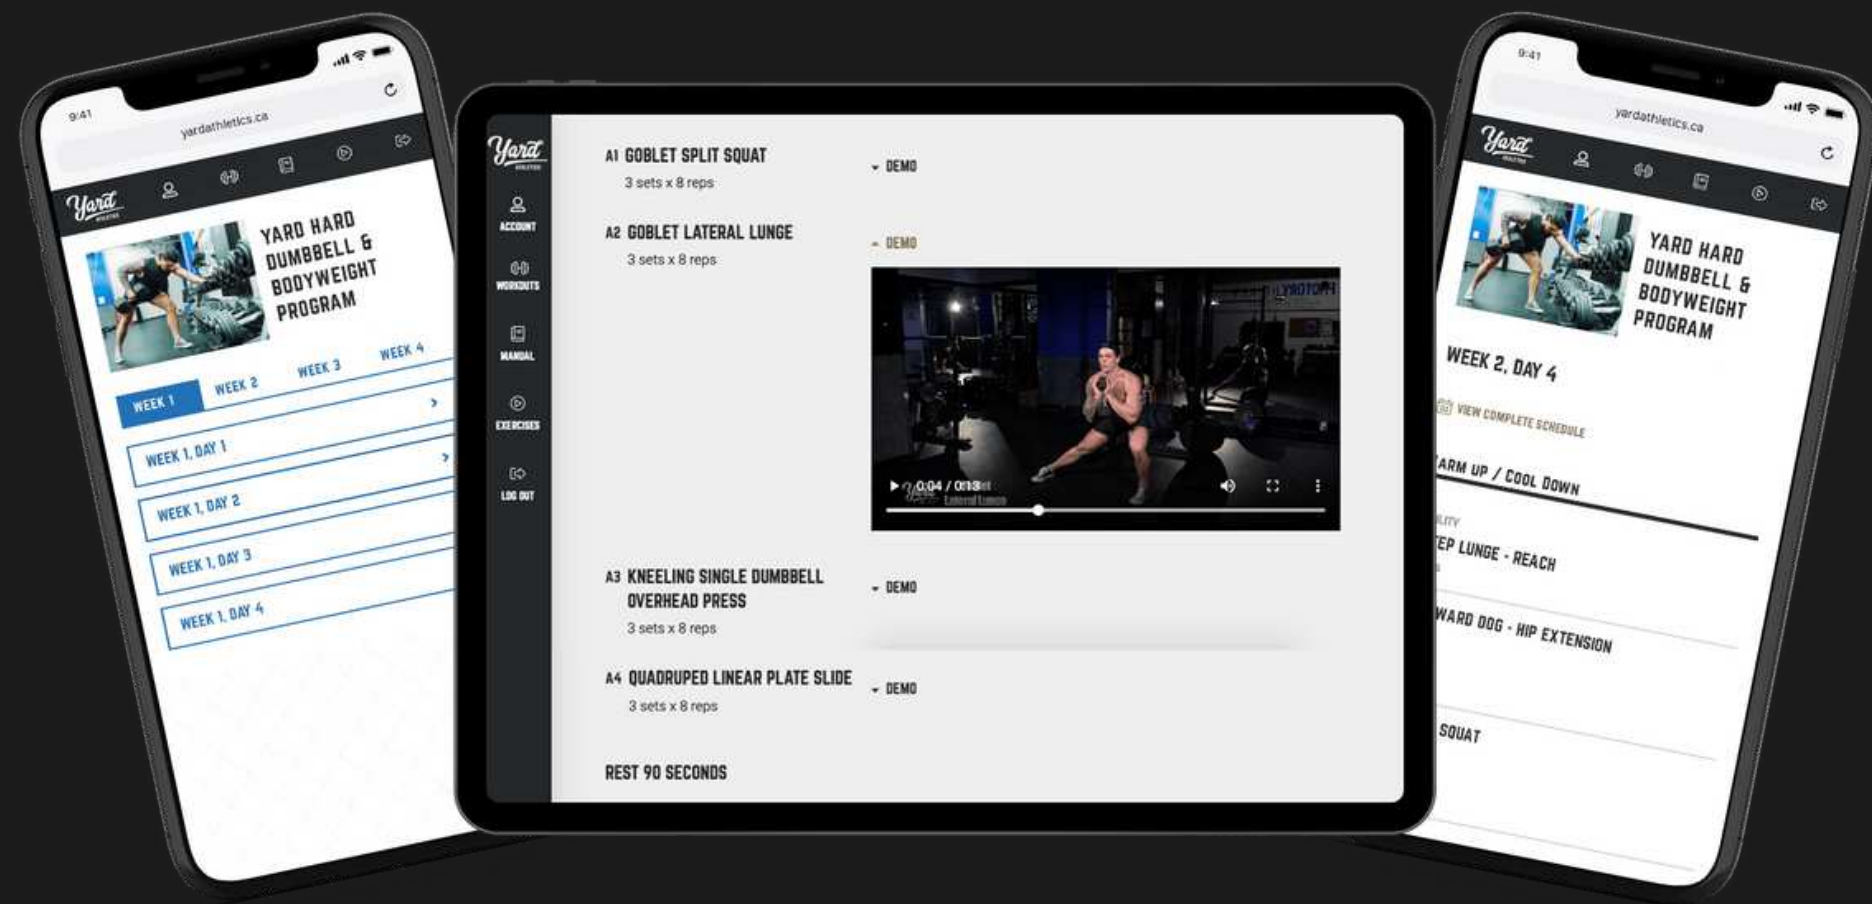 9:41
yardathletics.ca
Yard
ATHLETICS
YARD HARD
DUMBBELL &
BODYWEIGHT
PROGRAM
WEEK 1
WEEK 2
WEEK 3
WEEK 4
WEEK 1, DAY 1
WEEK 1, DAY 2
WEEK 1, DAY 3
WEEK 1, DAY 4
Yard
ATHLETICS
ACCOUNT
WORKOUTS
MANUAL
EXERCISES
LOG OUT
A1 GOBLET SPLIT SQUAT
3 sets x 8 reps
DEMO
A2 GOBLET LATERAL LUNGE
3 sets x 8 reps
DEMO
0:04 / 0:13
Lateral Lunge
A3 KNEELING SINGLE DUMBBELL
OVERHEAD PRESS
3 sets x 8 reps
DEMO
A4 QUADRUPED LINEAR PLATE SLIDE
3 sets x 8 reps
DEMO
REST 90 SECONDS
9:41
yardathletics.ca
Yard
ATHLETICS
YARD HARD
DUMBBELL &
BODYWEIGHT
PROGRAM
WEEK 2, DAY 4
VIEW COMPLETE SCHEDULE
ARM UP / COOL DOWN
LITY
EP LUNGE - REACH
WARD DOG - HIP EXTENSION
SQUAT